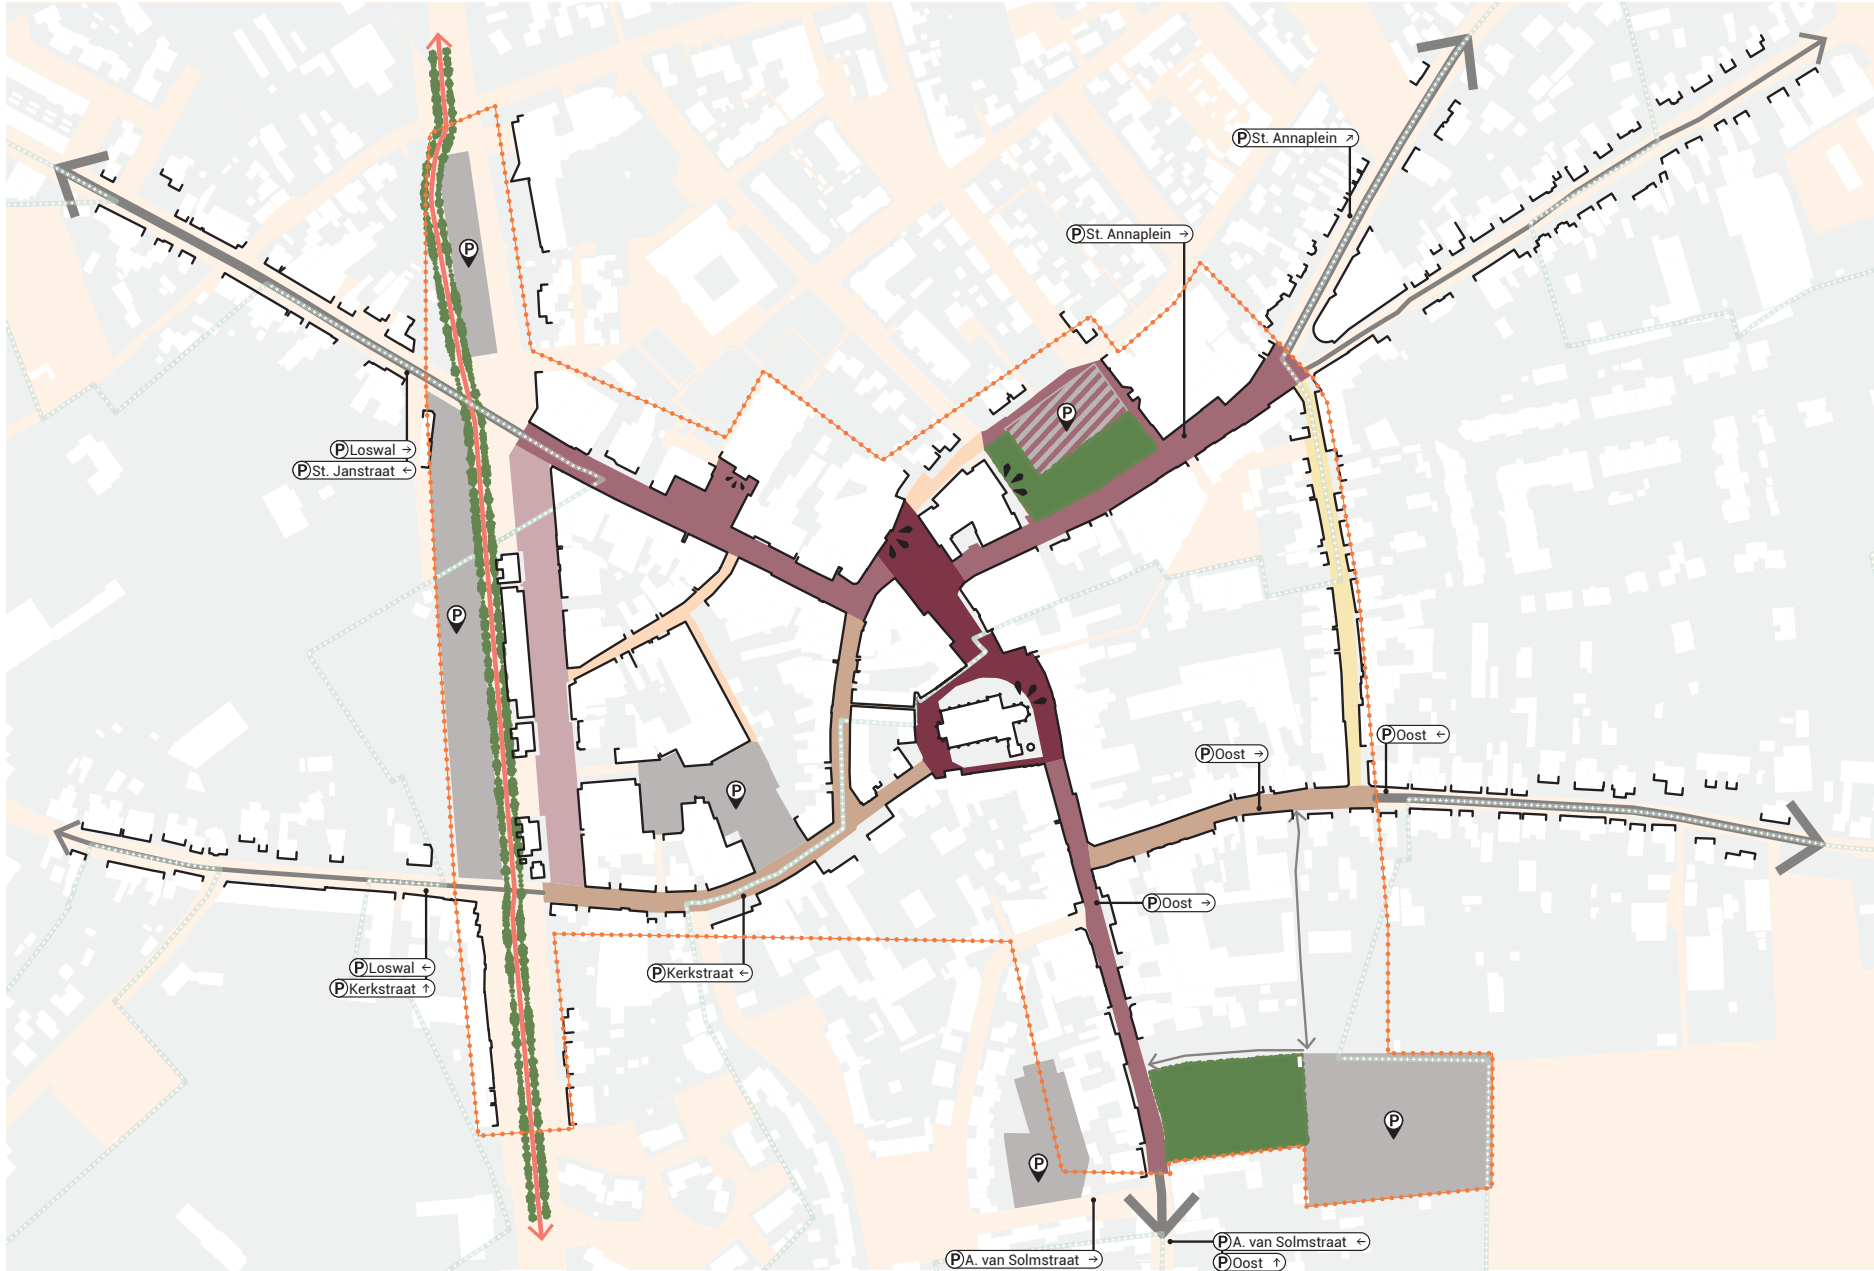 P St. Annaplein ↗
P St. Annaplein →
P
P
P Loswal →
P St. Janstraat ←
P
P Oost ←
P Oost →
P
P Oost →
P Loswal ←
P Kerkstraat ↑
P Kerkstraat ←
P
P
P A. van Solmstraat →
P A. van Solmstraat ←
P Oost ↑